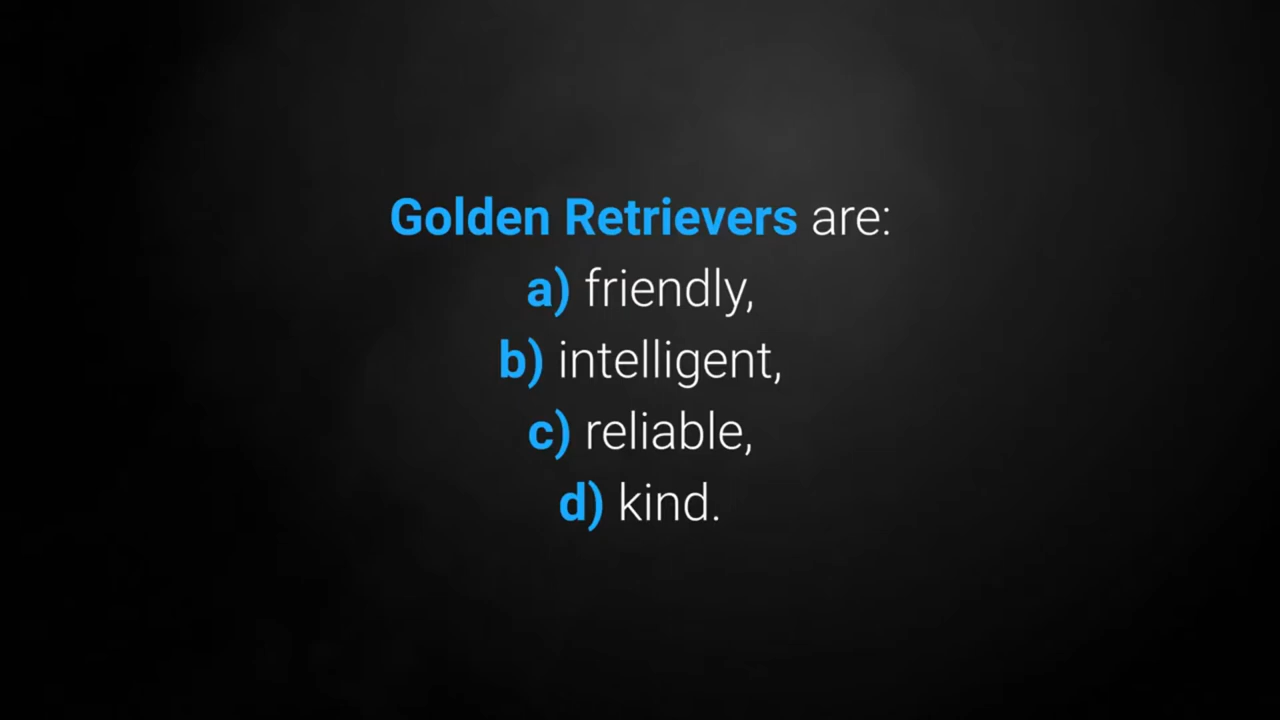 Golden Retrievers are:
a) friendly,
b) intelligent,
c) reliable,
d) kind.